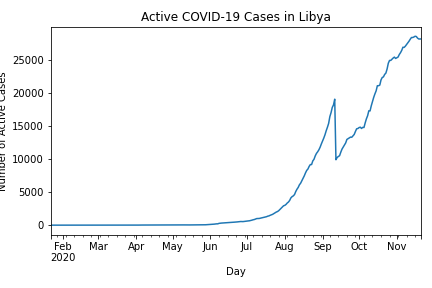 Active COVID-19 Cases in Libya
Number of Active Cases
25000
20000
15000
10000
5000
0
Feb Mar Apr May Jun Jul Aug Sep Oct Nov
2020
Day